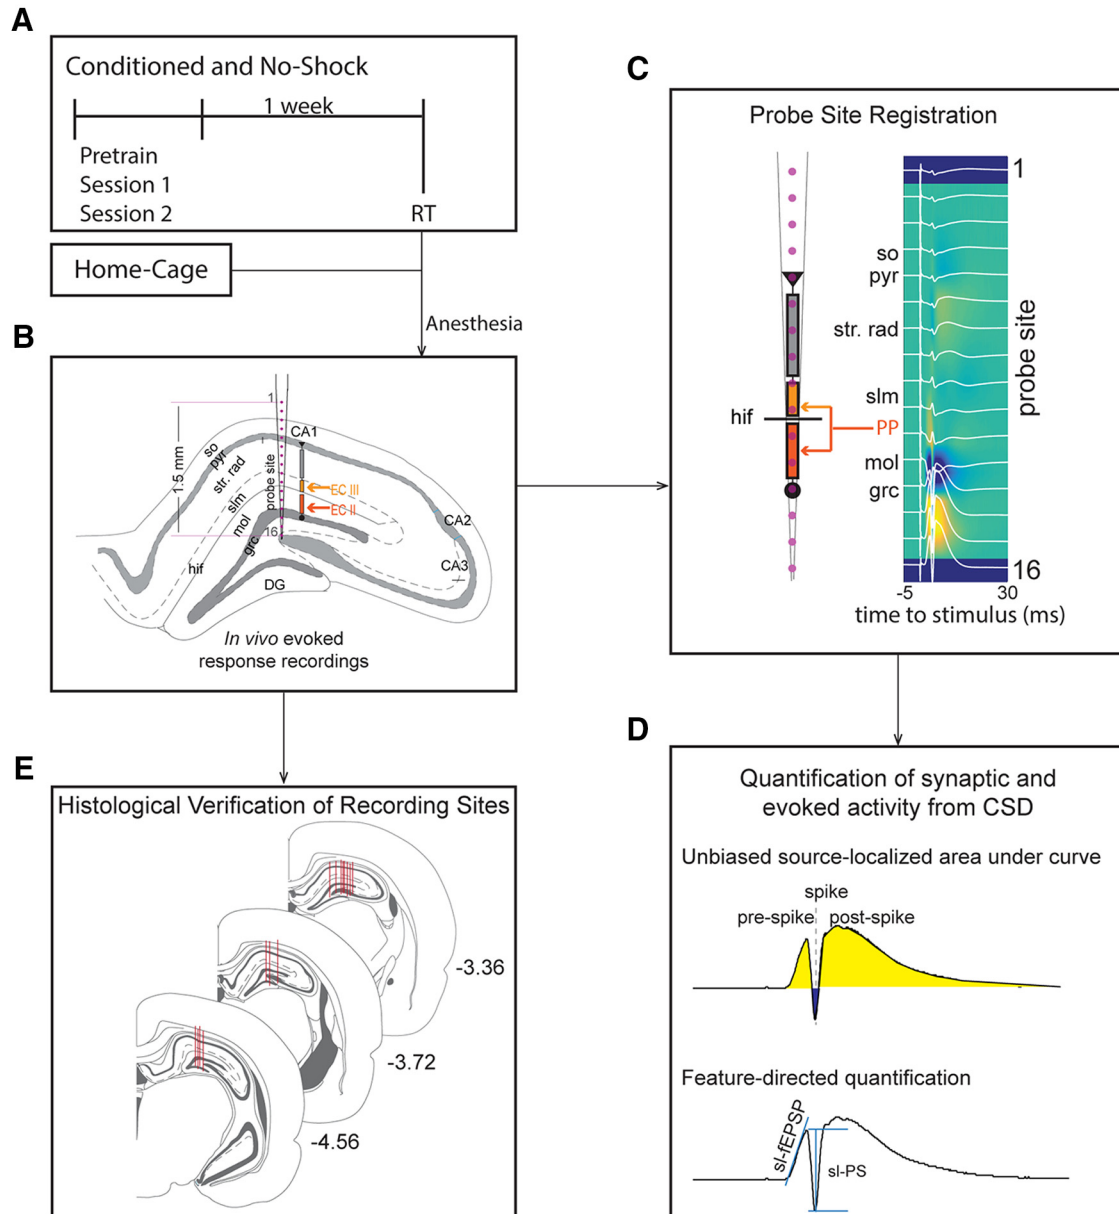 A
Conditioned and No-Shock
1 week
Pretrain
Session 1
Session 2
RT
Home-Cage
Anesthesia
B
1
1.5 mm
so
pyr
str. rad
slm
mol
grc
hif
probe site
16
CA1
EC III
EC II
CA2
CA3
DG
In vivo evoked
response recordings
C
Probe Site Registration
so
pyr
str. rad
slm
hif
PP
mol
grc
1
probe site
16
-5
30
time to stimulus (ms)
D
Quantification of synaptic and
evoked activity from CSD
Unbiased source-localized area under curve
spike
pre-spike
post-spike
Feature-directed quantification
sl-fEPSP
sl-PS
E
Histological Verification of Recording Sites
-3.36
-3.72
-4.56